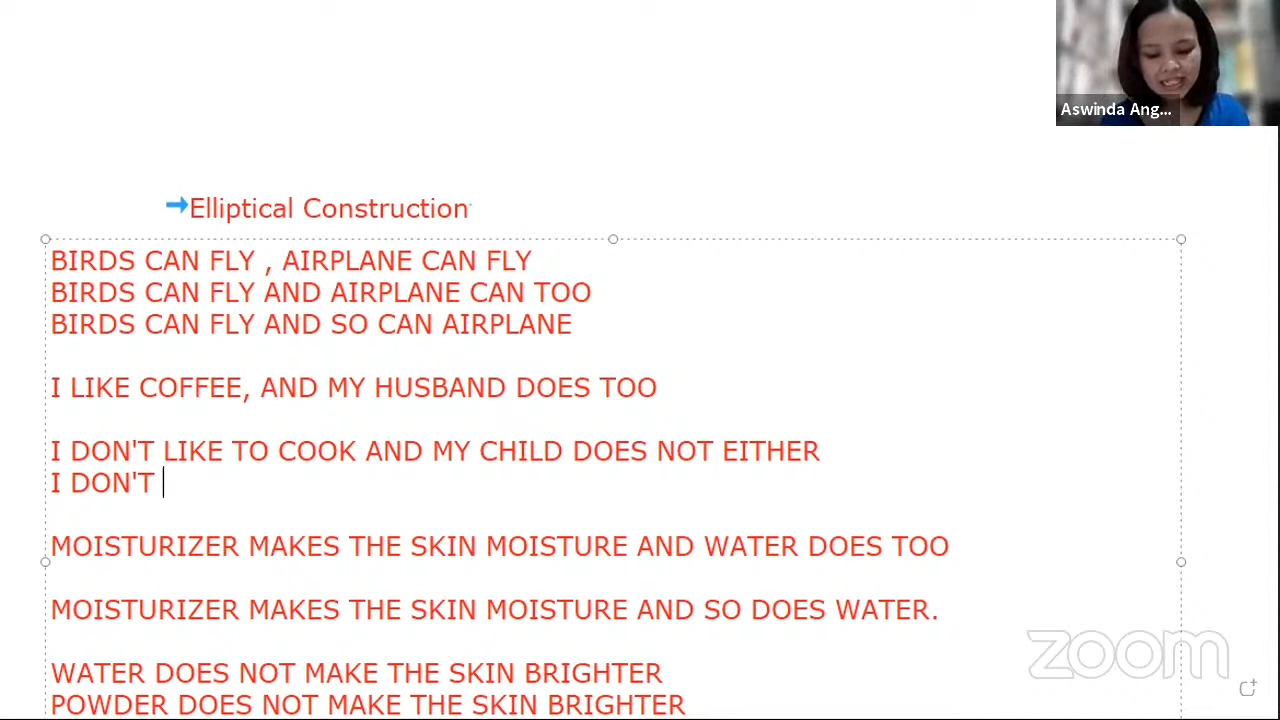 Aswinda Ang...
Elliptical Construction
BIRDS CAN FLY , AIRPLANE CAN FLY
BIRDS CAN FLY AND AIRPLANE CAN TOO
BIRDS CAN FLY AND SO CAN AIRPLANE
I LIKE COFFEE, AND MY HUSBAND DOES TOO
I DON'T LIKE TO COOK AND MY CHILD DOES NOT EITHER
I DON'T
MOISTURIZER MAKES THE SKIN MOISTURE AND WATER DOES TOO
MOISTURIZER MAKES THE SKIN MOISTURE AND SO DOES WATER.
WATER DOES NOT MAKE THE SKIN BRIGHTER
POWDER DOES NOT MAKE THE SKIN BRIGHTER
zoom